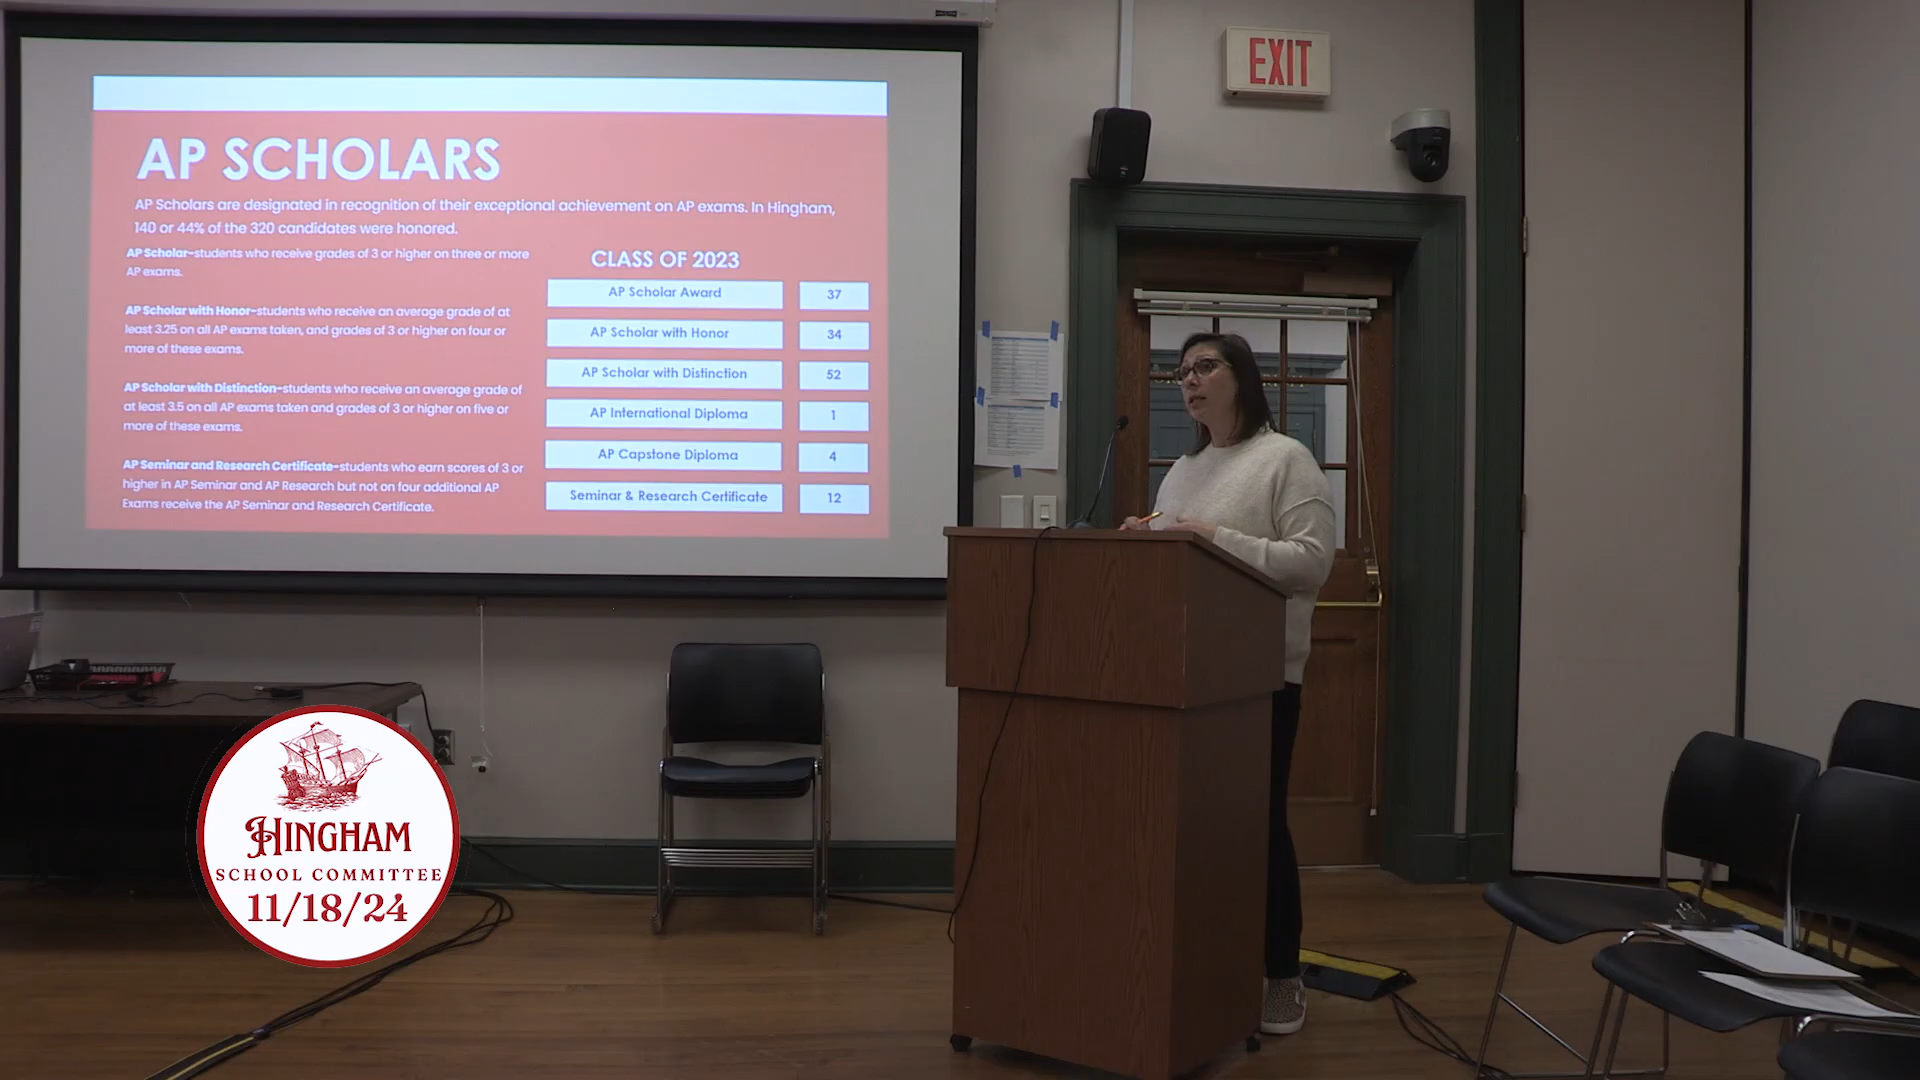 AP SCHOLARS
AP Scholars are designated in recognition of their exceptional achievement on AP exams. In Hingham,
140 or 44% of the 320 candidates were honored.
AP Scholar-students who receive grades of 3 or higher on three or more
AP exams.
AP Scholar with Honor-students who receive an average grade of at
least 3.25 on all AP exams taken, and grades of 3 or higher on four or
more of these exams.
AP Scholar with Distinction-students who receive an average grade of
at least 3.5 on all AP exams taken and grades of 3 or higher on five or
more of these exams.
AP Seminar and Research Certificate-students who earn scores of 3 or
higher in AP Seminar and AP Research but not on four additional AP
Exams receive the AP Seminar and Research Certificate.
CLASS OF 2023
AP Scholar Award 37
AP Scholar with Honor 34
AP Scholar with Distinction 52
AP International Diploma 1
AP Capstone Diploma 4
Seminar & Research Certificate 12
EXIT
HINGHAM
SCHOOL COMMITTEE
11/18/24